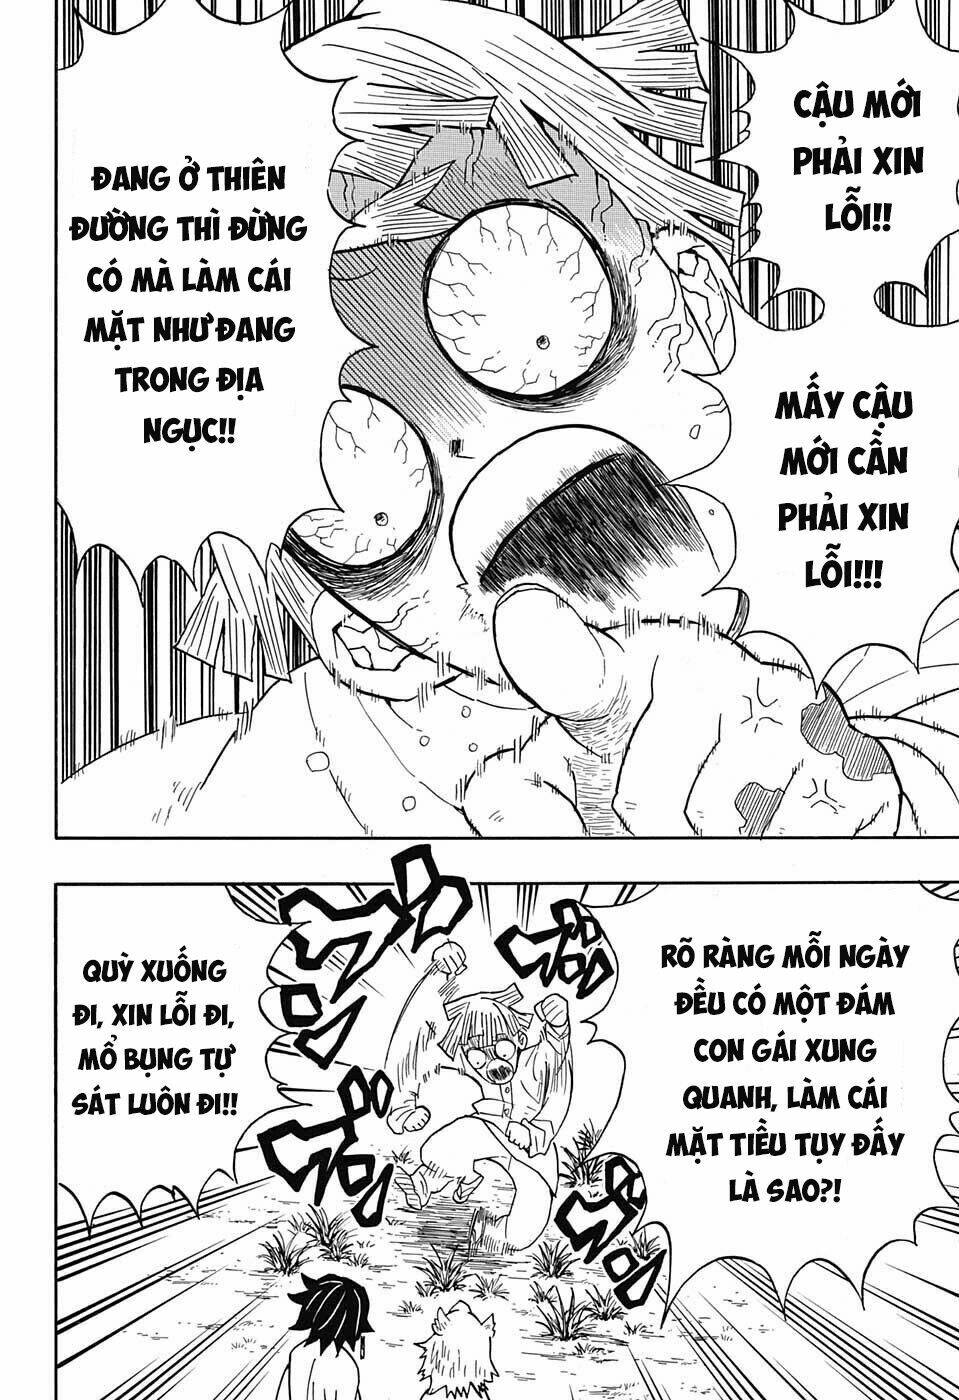 CẬU MỚI
PHẢI XIN
LỖI!!
MẤY CẬU
MỚI CẦN
PHẢI XIN
LỖI!!!
ĐANG Ở THIÊN
ĐƯỜNG THÌ ĐỪNG
CÓ MÀ LÀM CÁI
MẶT NHƯ ĐANG
TRONG ĐỊA
NGỤC!!
RÕ RÀNG MỖI NGÀY
ĐỀU CÓ MỘT ĐÁM
CON GÁI XUNG
QUANH, LÀM CÁI
MẶT TIỀU TỤY ĐẤY
LÀ SAO?!
QUỲ XUỐNG
ĐI, XIN LỖI ĐI,
MỔ BỤNG TỰ
SÁT LUÔN ĐI!!